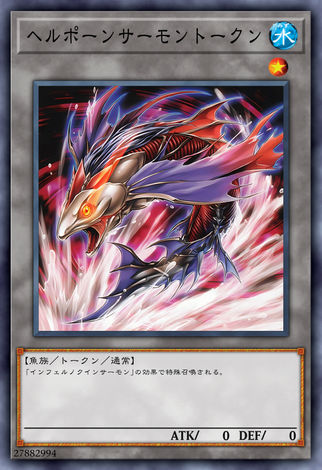 ヘルポーンサーモントークン
水
【魚族／トークン／通常】
「インフェルノクインサーモン」の効果で特殊召喚される。
ATK/ 0 DEF/ 0
27882994